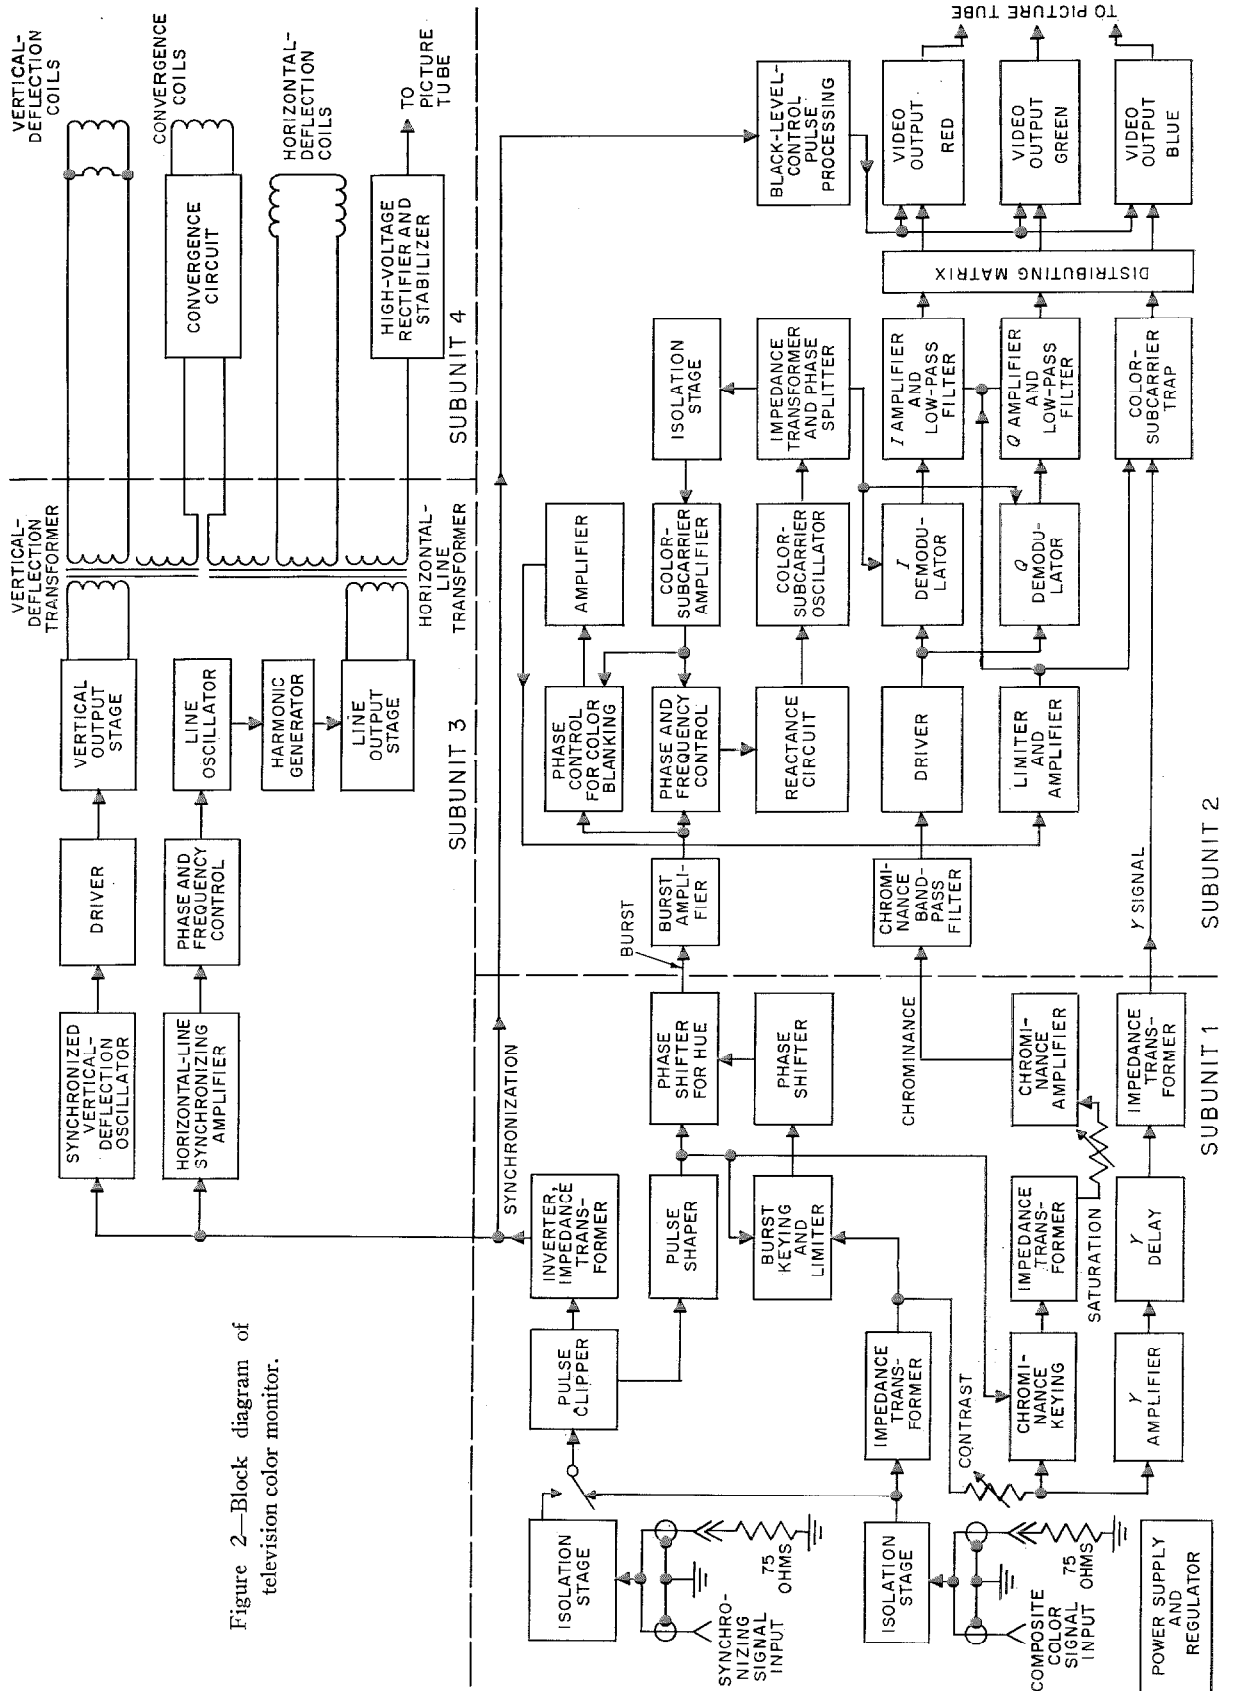 Figure 2—Block diagram of
television color monitor.
SYNCHRONIZED
VERTICAL-
DEFLECTION
OSCILLATOR
DRIVER
VERTICAL
OUTPUT
STAGE
VERTICAL-
DEFLECTION
TRANSFORMER
VERTICAL-
DEFLECTION
COILS
HORIZONTAL-LINE
SYNCHRONIZING
AMPLIFIER
PHASE AND
FREQUENCY
CONTROL
LINE
OSCILLATOR
HARMONIC
GENERATOR
LINE
OUTPUT
STAGE
HORIZONTAL-
LINE
TRANSFORMER
CONVERGENCE
CIRCUIT
CONVERGENCE
COILS
HORIZONTAL-
DEFLECTION
COILS
HIGH-VOLTAGE
RECTIFIER AND
STABILIZER
TO
PICTURE
TUBE
SUBUNIT 3
SUBUNIT 4
SYNCHRONIZATION
ISOLATION
STAGE
SYNCHRO-
NIZING
SIGNAL
INPUT
75
OHMS
PULSE
CLIPPER
INVERTER,
IMPEDANCE
TRANS-
FORMER
PULSE
SHAPER
PHASE
SHIFTER
FOR HUE
BURST
KEYING
AND
LIMITER
PHASE
SHIFTER
ISOLATION
STAGE
COMPOSITE
COLOR
SIGNAL
INPUT
75
OHMS
IMPEDANCE
TRANS-
FORMER
CONTRAST
CHROMI-
NANCE
KEYING
IMPEDANCE
TRANS-
FORMER
SATURATION
CHROMI-
NANCE
AMPLIFIER
CHROMINANCE
Y
AMPLIFIER
Y
DELAY
IMPEDANCE
TRANS-
FORMER
POWER SUPPLY
AND
REGULATOR
SUBUNIT 1
BURST
BURST
AMPLI-
FIER
PHASE
CONTROL
FOR COLOR
BLANKING
AMPLIFIER
PHASE AND
FREQUENCY
CONTROL
COLOR-
SUBCARRIER
AMPLIFIER
ISOLATION
STAGE
REACTANCE
CIRCUIT
COLOR-
SUBCARRIER
OSCILLATOR
IMPEDANCE
TRANSFORMER
AND PHASE
SPLITTER
BLACK-LEVEL-
CONTROL
PULSE
PROCESSING
CHROMI-
NANCE
BAND-
PASS
FILTER
DRIVER
I
DEMODU-
LATOR
I AMPLIFIER
AND
LOW-PASS
FILTER
VIDEO
OUTPUT
RED
LIMITER
AND
AMPLIFIER
Q
DEMODU-
LATOR
Q AMPLIFIER
AND
LOW-PASS
FILTER
VIDEO
OUTPUT
GREEN
Y SIGNAL
COLOR-
SUBCARRIER
TRAP
DISTRIBUTING MATRIX
VIDEO
OUTPUT
BLUE
TO PICTURE TUBE
SUBUNIT 2